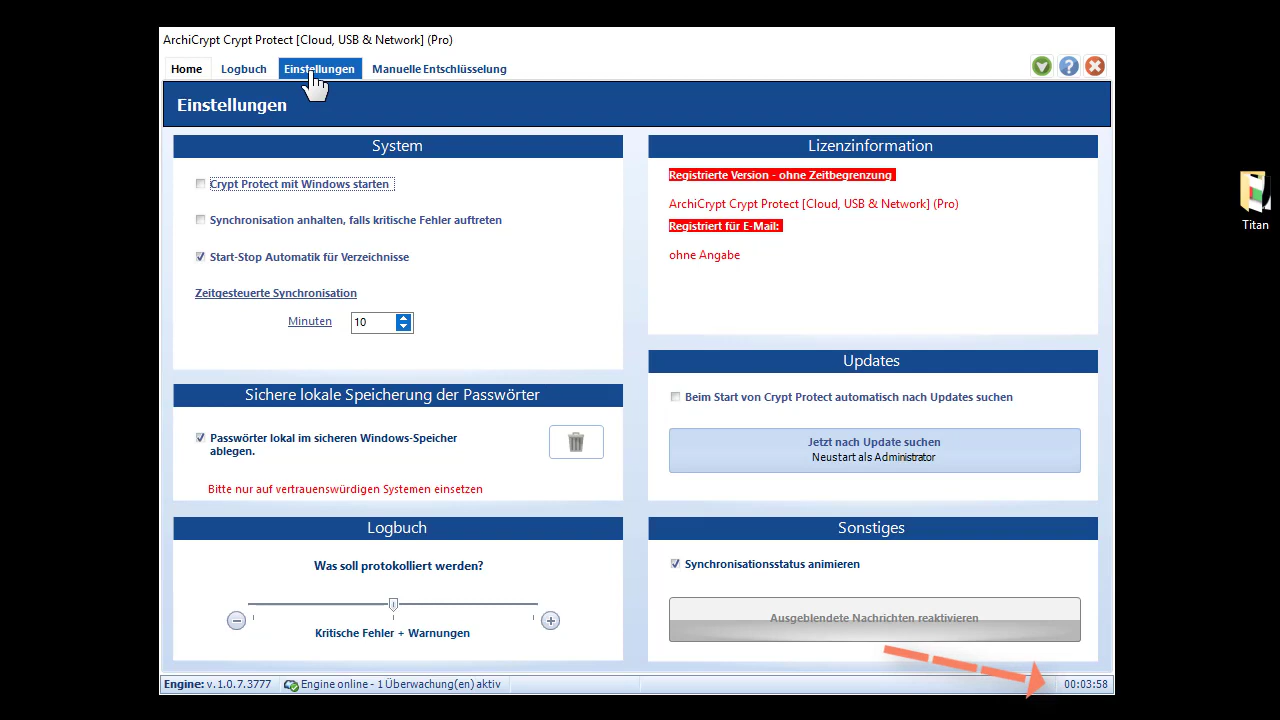 ArchiCrypt Crypt Protect [Cloud, USB & Network] (Pro)
Home
Logbuch
Einstellungen
Manuelle Entschlüsselung
Einstellungen
System
Crypt Protect mit Windows starten
Synchronisation anhalten, falls kritische Fehler auftreten
Start-Stop Automatik für Verzeichnisse
Zeitgesteuerte Synchronisation
Minuten
10
Sichere lokale Speicherung der Passwörter
Passwörter lokal im sicheren Windows-Speicher
ablegen.
Bitte nur auf vertrauenswürdigen Systemen einsetzen
Logbuch
Was soll protokolliert werden?
Kritische Fehler + Warnungen
Lizenzinformation
Registrierte Version - ohne Zeitbegrenzung
ArchiCrypt Crypt Protect [Cloud, USB & Network] (Pro)
Registriert für E-Mail:
ohne Angabe
Updates
Beim Start von Crypt Protect automatisch nach Updates suchen
Jetzt nach Update suchen
Neustart als Administrator
Sonstiges
Synchronisationsstatus animieren
Ausgeblendete Nachrichten reaktivieren
Engine: v.1.0.7.3777
Engine online - 1 Überwachung(en) aktiv
00:03:58
Titan